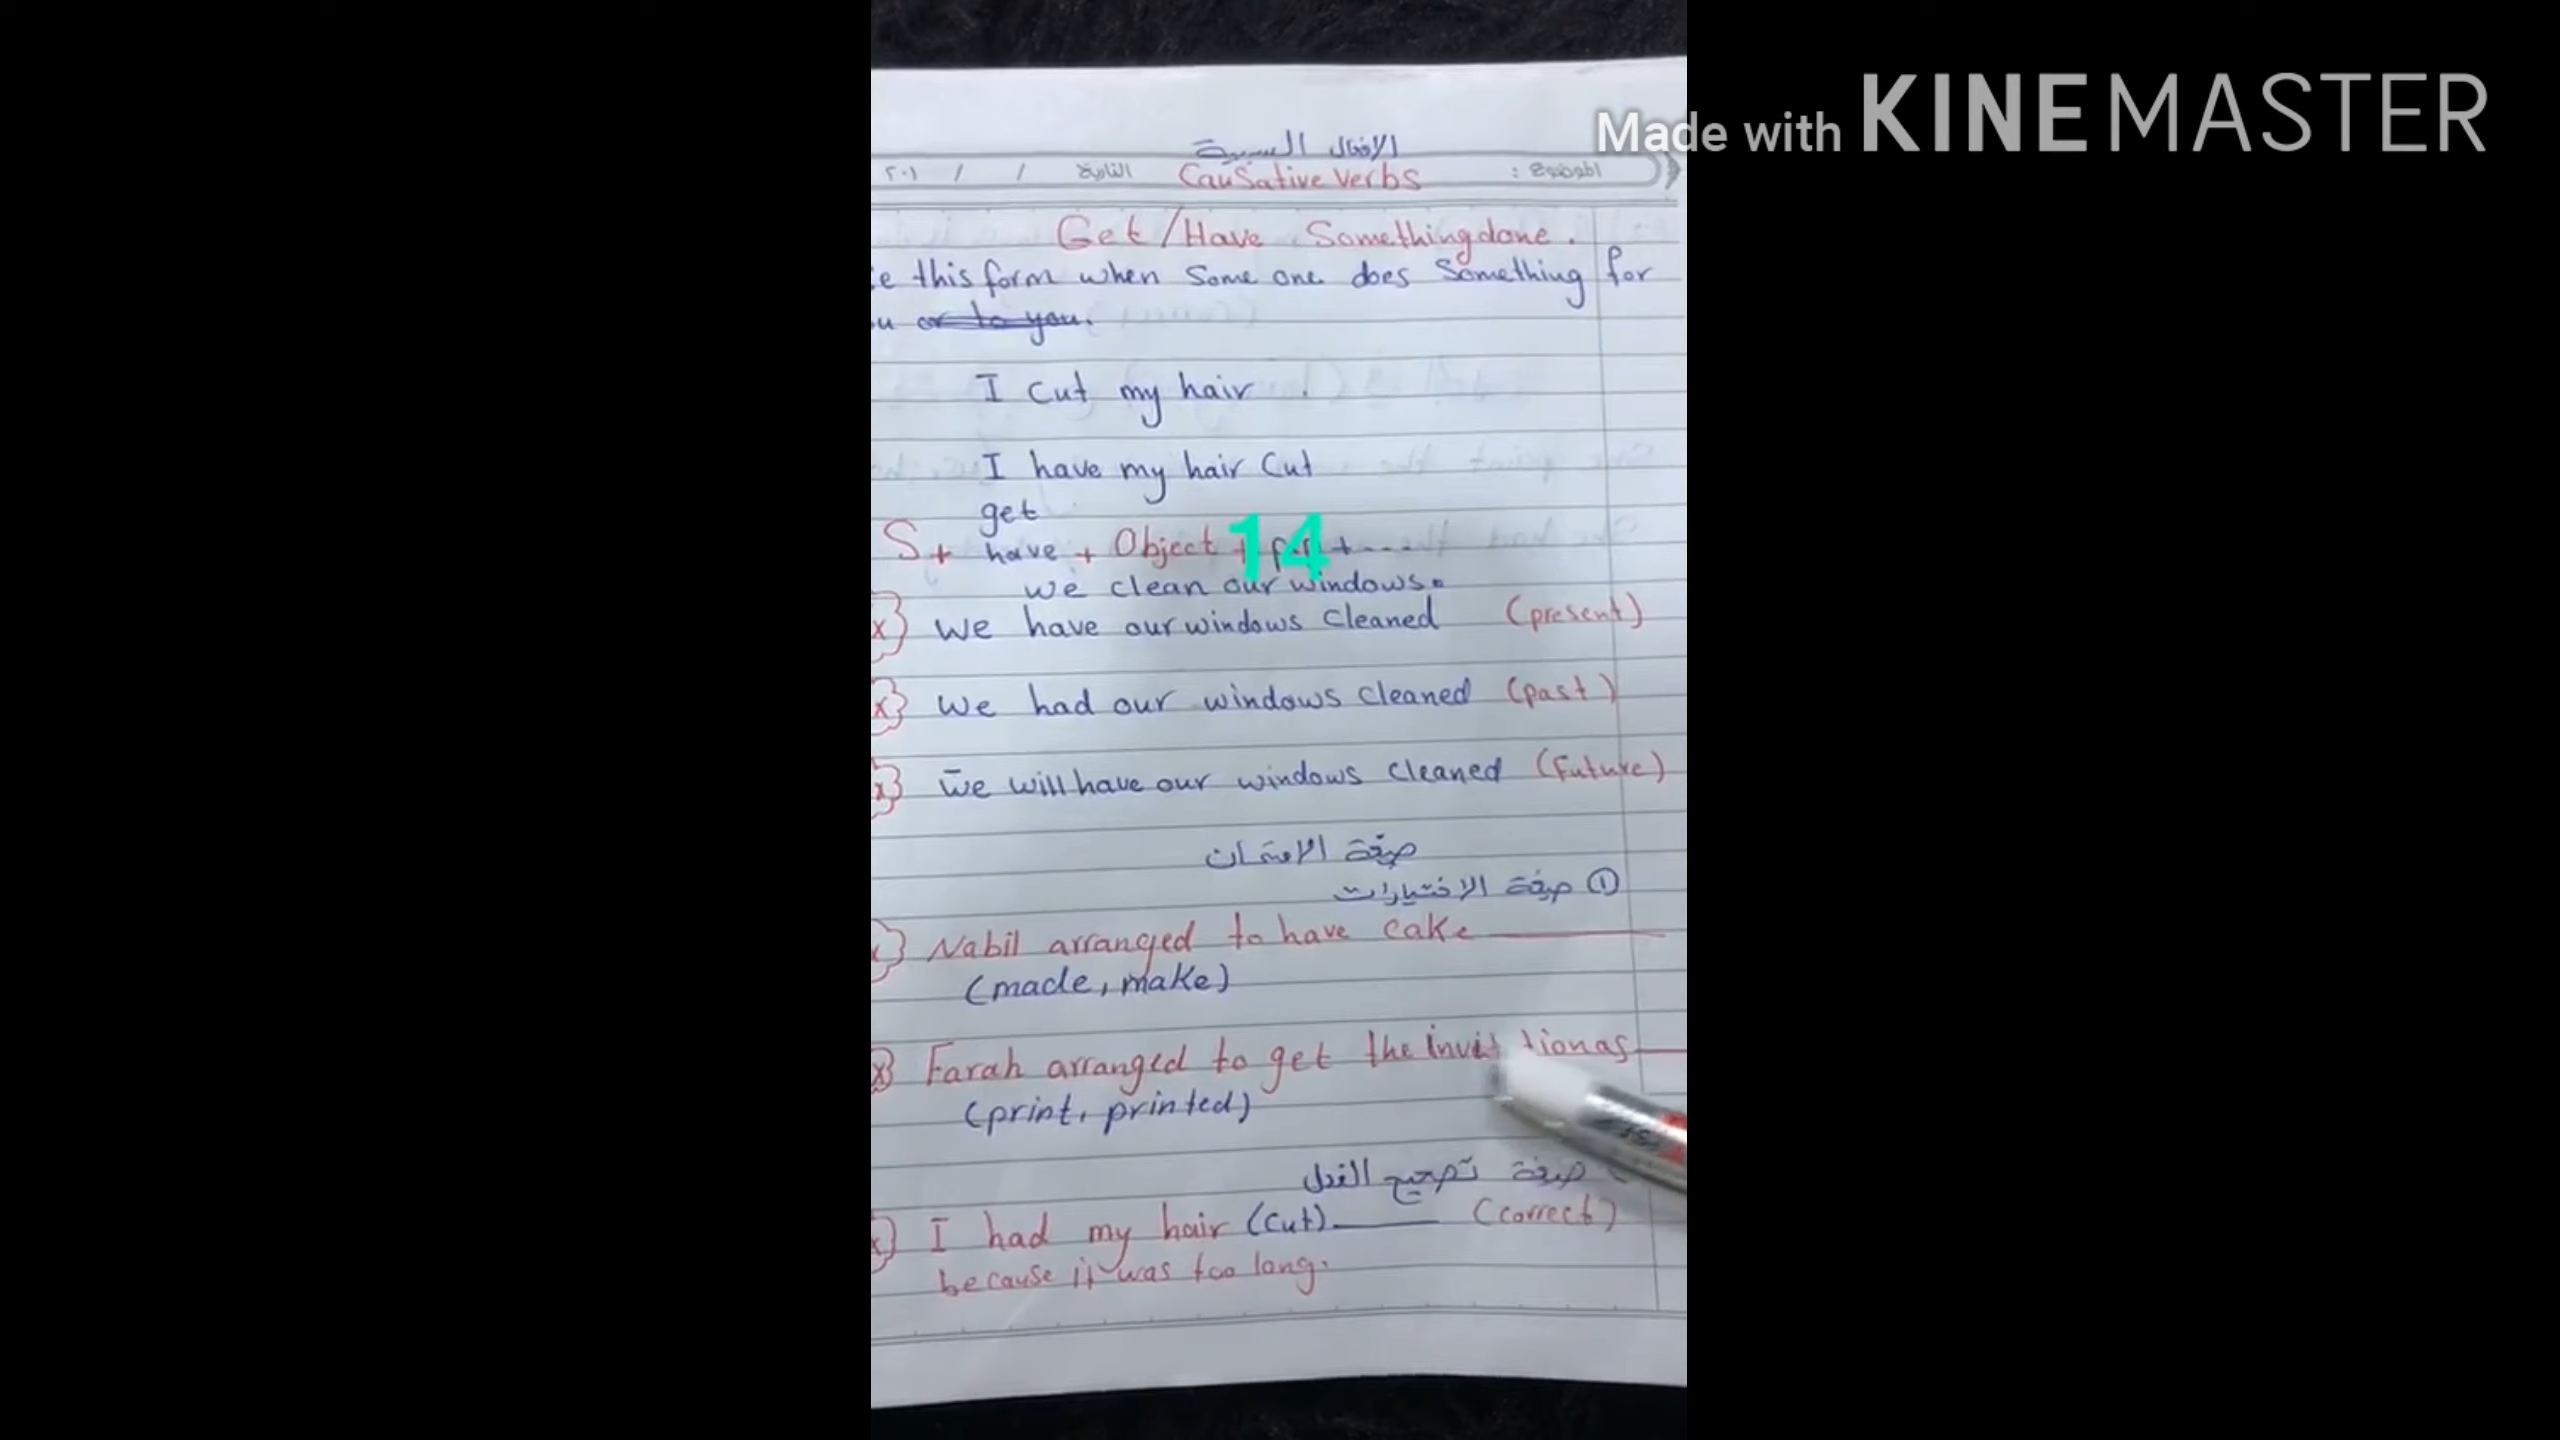 Made with KINEMASTER
الافعال السببية
الموضوع : Causative Verbs التاريخ / / ٢٠١
Get/Have Something done.
e this form when Some one does Something for
u or to you.
I cut my hair.
I have my hair Cut
get
S + have + Object +
14
we clean our windows.
we have our windows Cleaned (present)
we had our windows Cleaned (past)
we will have our windows Cleaned (Future)
صيغة الامتحان
① صيغة الاختيارات
Nabil arranged to have cake
(made, make)
Farah arranged to get the
(print, printed)
صيغة تصحيح الفعل
I had my hair (cut) (correct)
because it was too long.